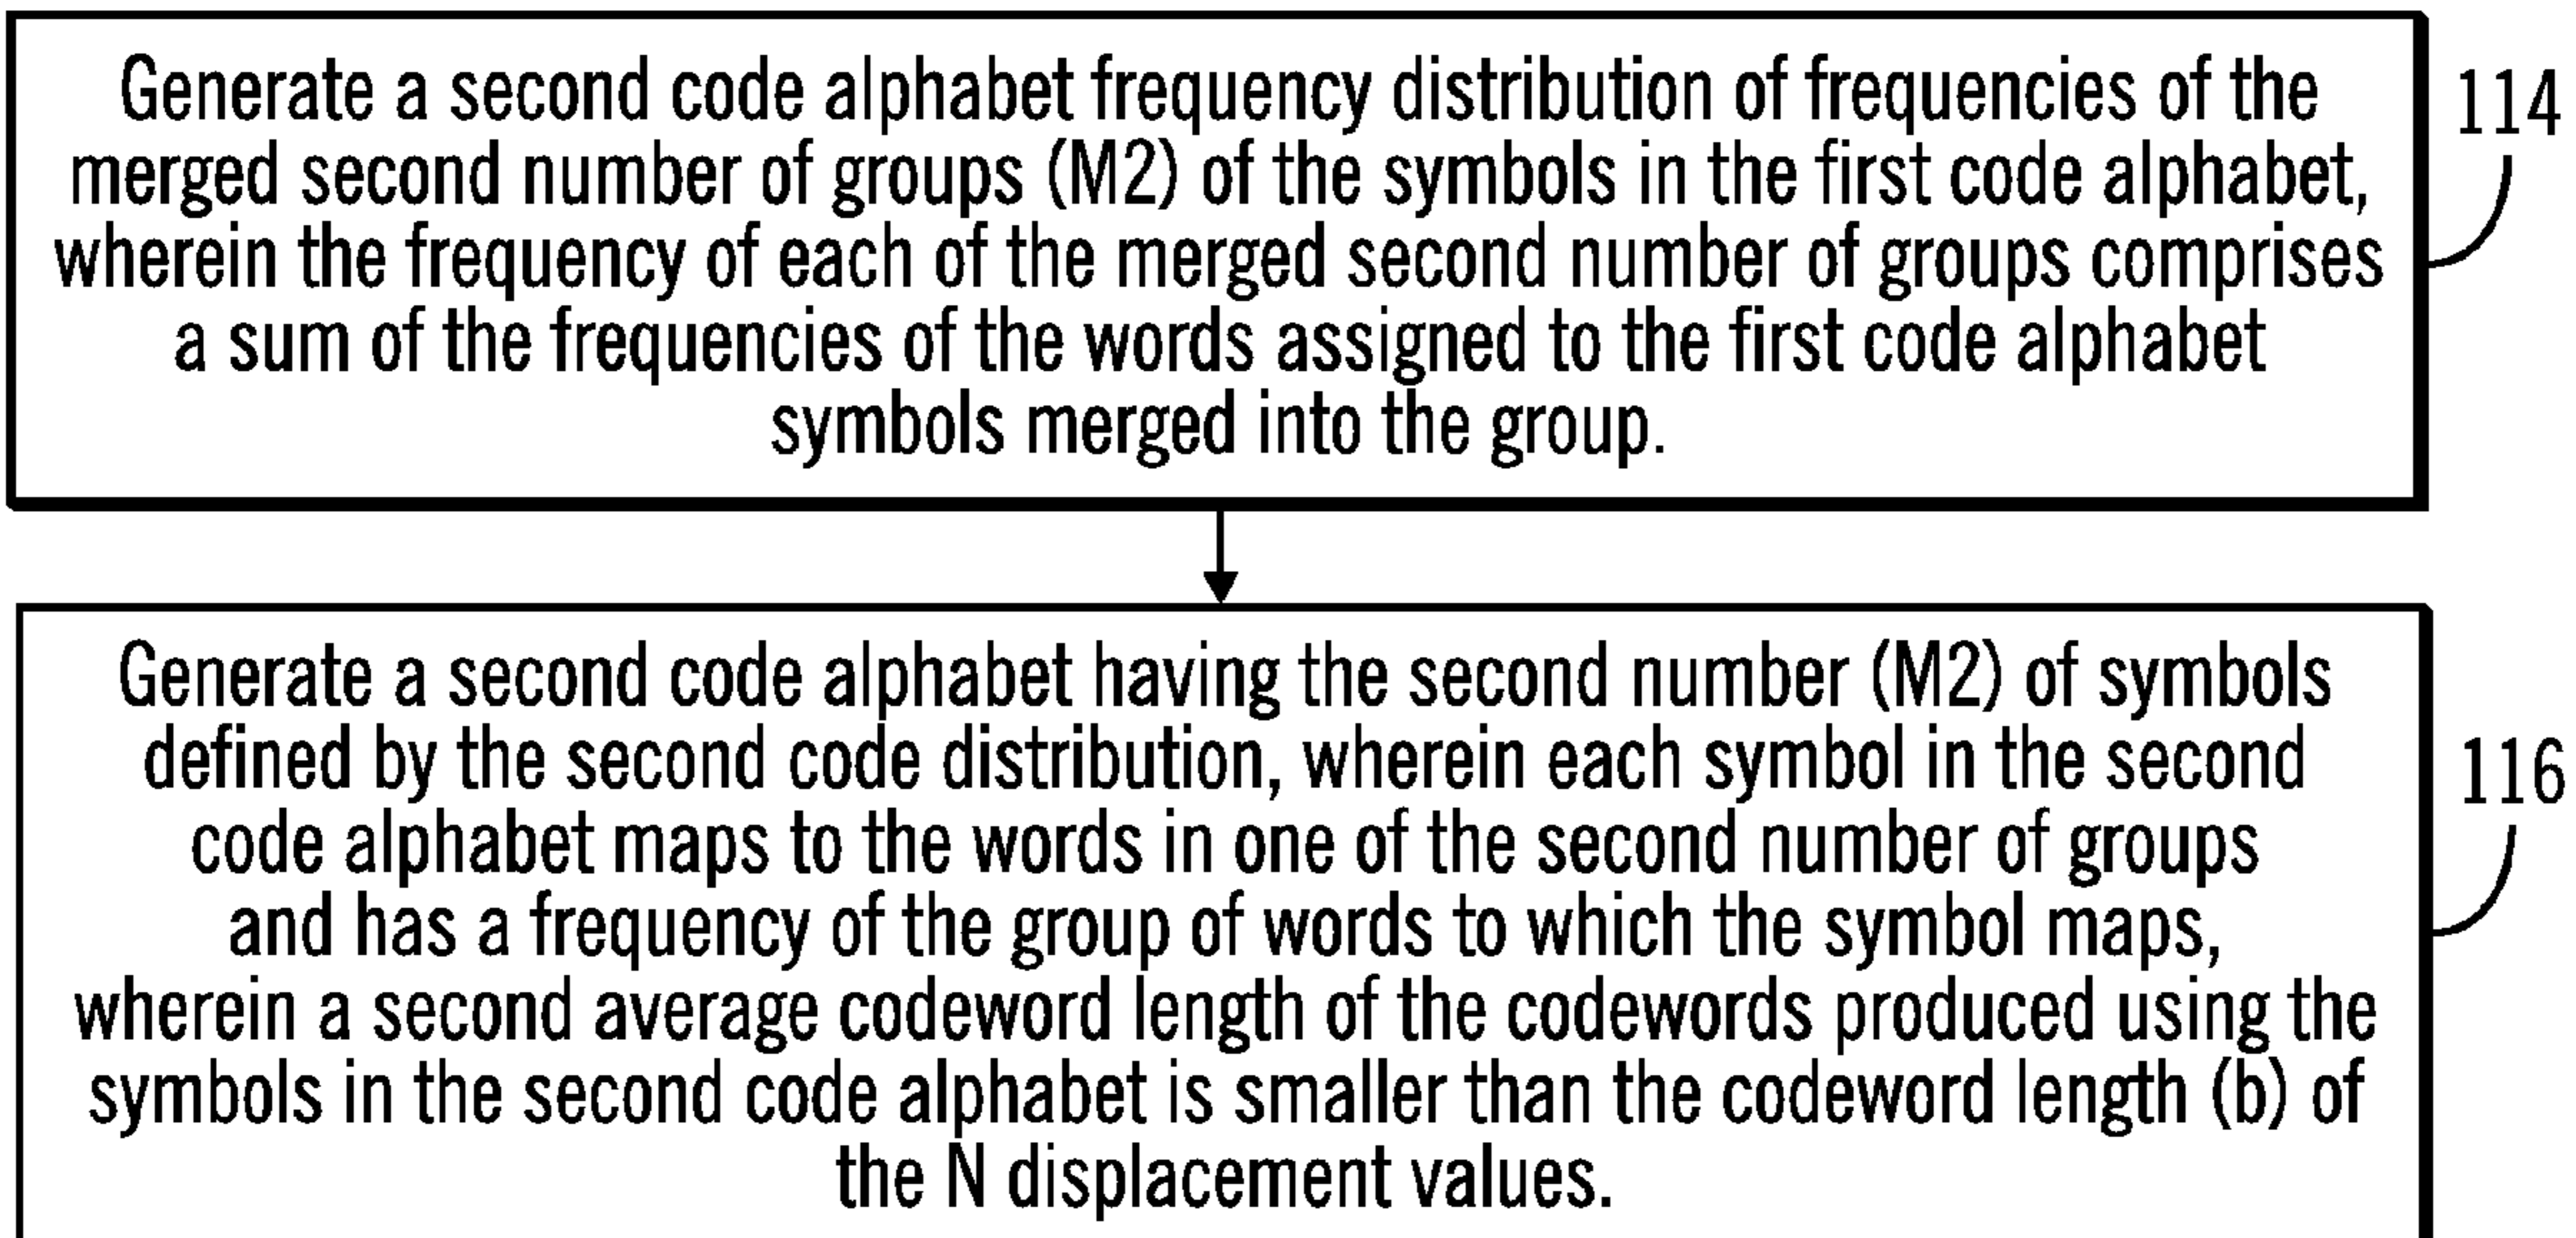 Generate a second code alphabet frequency distribution of frequencies of the
merged second number of groups (M2) of the symbols in the first code alphabet,
wherein the frequency of each of the merged second number of groups comprises
a sum of the frequencies of the words assigned to the first code alphabet
symbols merged into the group.
114
Generate a second code alphabet having the second number (M2) of symbols
defined by the second code distribution, wherein each symbol in the second
code alphabet maps to the words in one of the second number of groups
and has a frequency of the group of words to which the symbol maps,
wherein a second average codeword length of the codewords produced using the
symbols in the second code alphabet is smaller than the codeword length (b) of
the N displacement values.
116